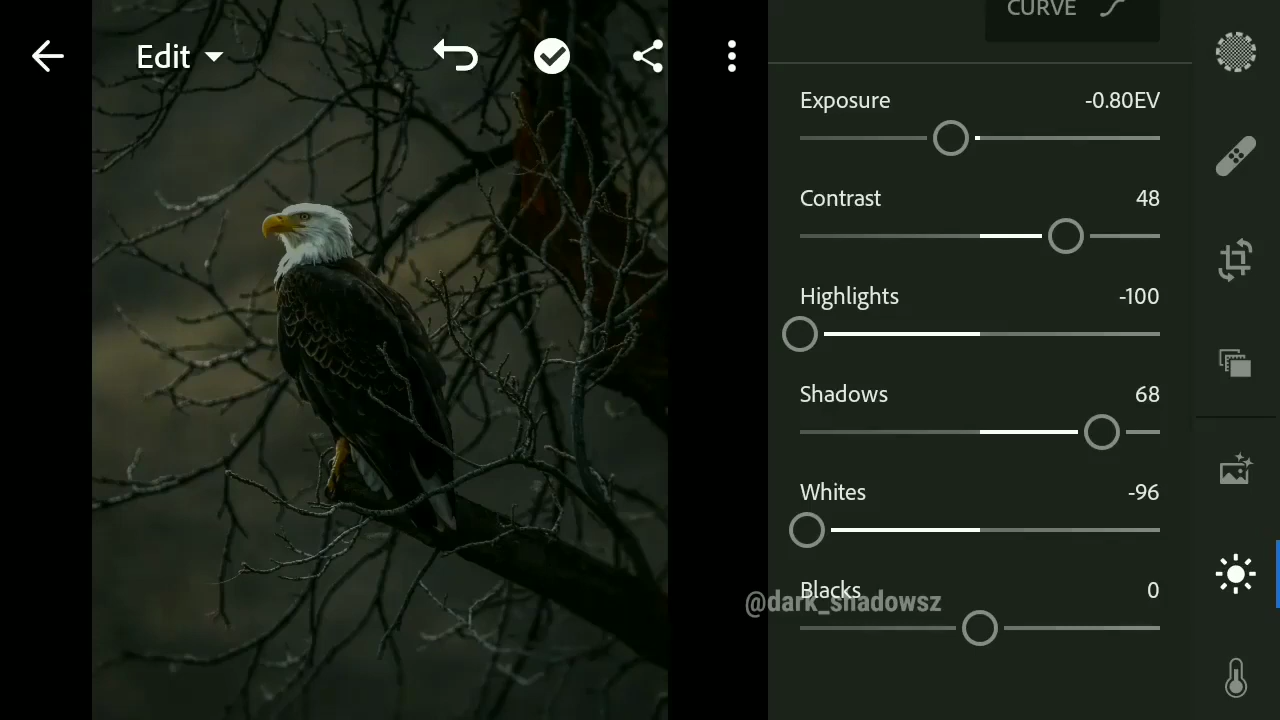 Edit
CURVE
Exposure -0.80EV
Contrast 48
Highlights -100
Shadows 68
Whites -96
Blacks 0
@dark_shadowsz